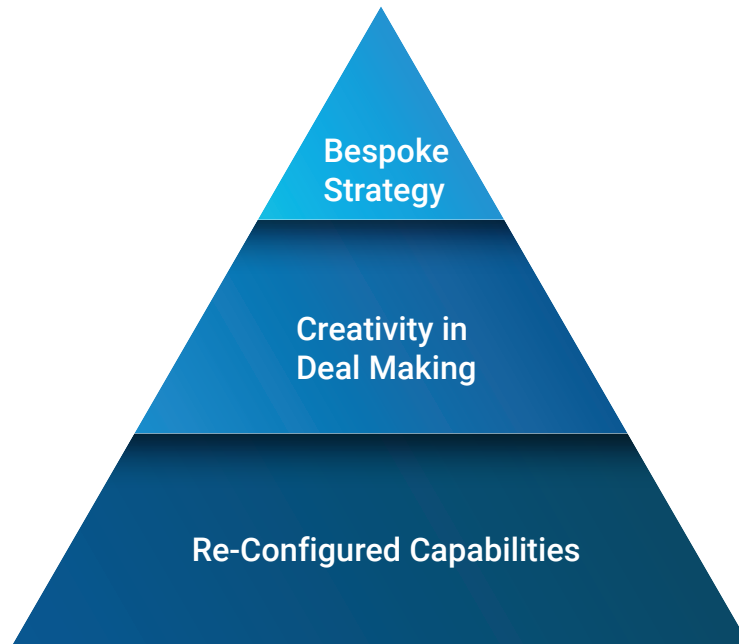 Bespoke
Strategy
Creativity in
Deal Making
Re-Configured Capabilities